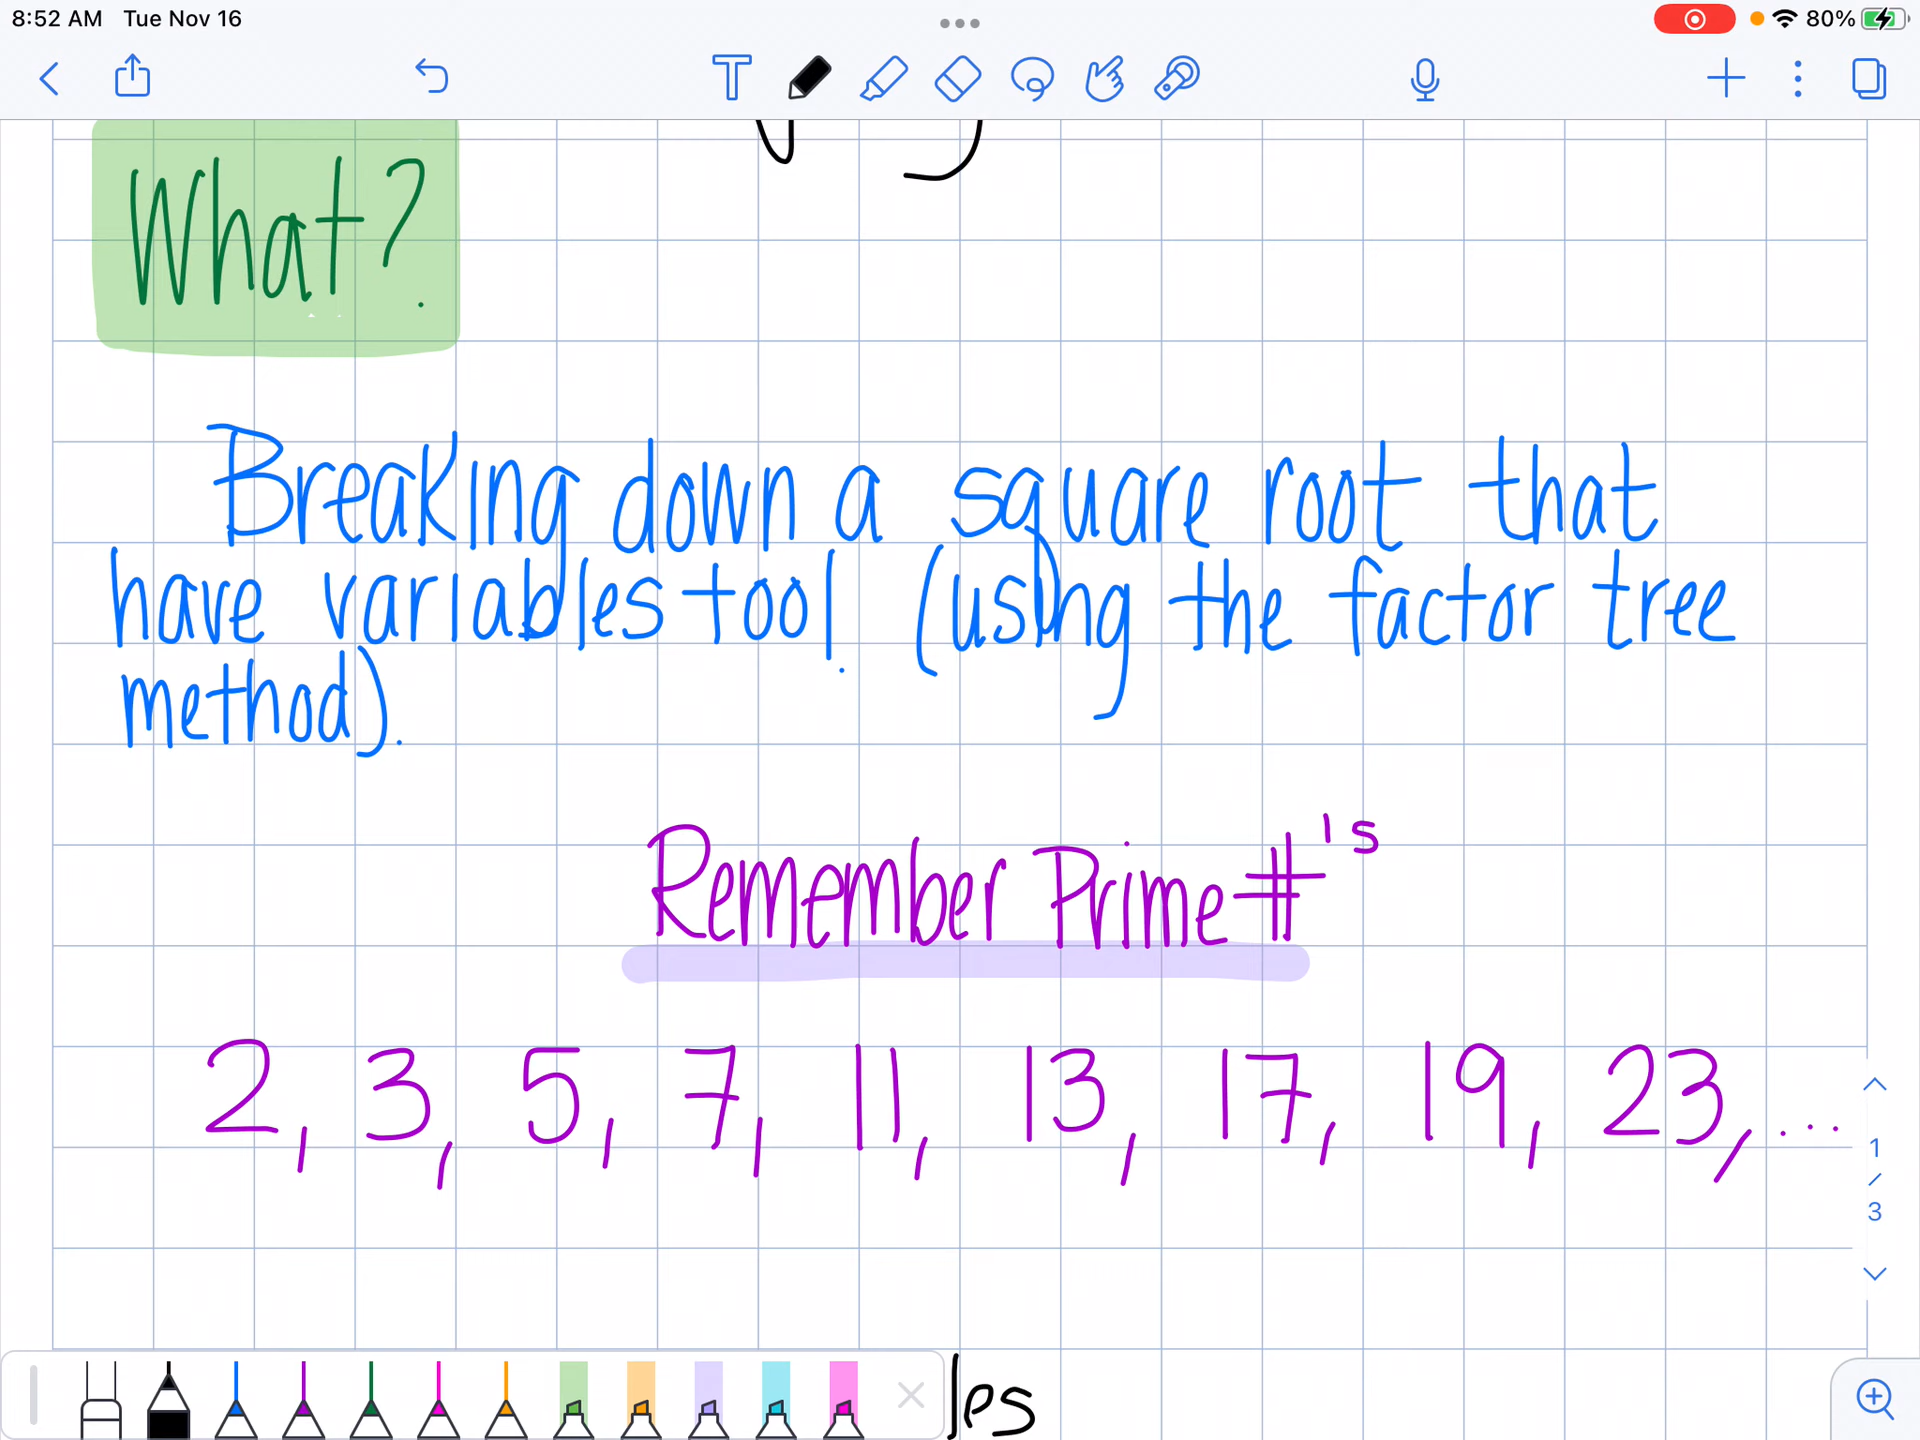 8:52 AM Tue Nov 16
80%
T
What?
Breaking down a square root that
have variables too! (using the factor tree
method).
Remember Prime #'s
2, 3, 5, 7, 11, 13, 17, 19, 23, ...
1
/
3
les